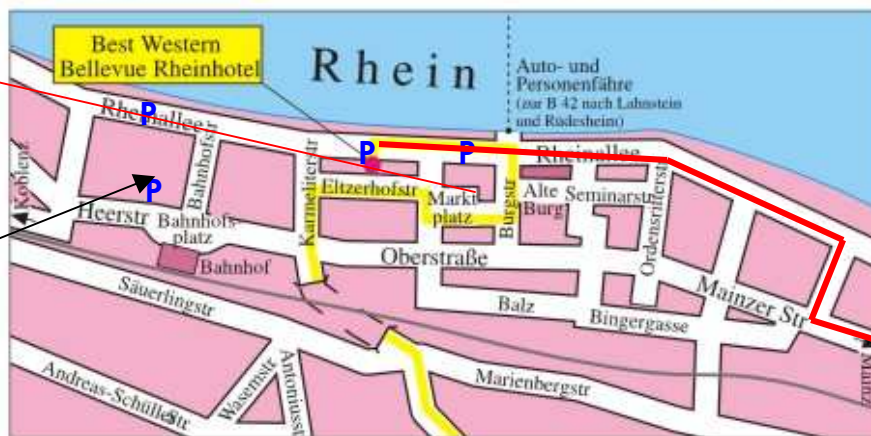 Best Western
Bellevue Rheinhotel
Rhein
Auto- und
Personenfähre
(zur B 42 nach Lahnstein
und Rüdesheim)
P
Rheinallee
P
P
Rheinallee
P
Koblenz
Bahnhofstr
Karmeliterstr
Eltzerhofstr
Markt
platz
Burgstr
Alte
Burg
Seminarstr
Ordensritterstr
Heerstr
Bahnhofs-
platz
Bahnhof
Oberstraße
Mainzer Str
Säuerlingstr
Balz
Bingergasse
Mainz
Andreas-Schüller
Str
Wasemstr
Antoniusstr
Marienbergstr